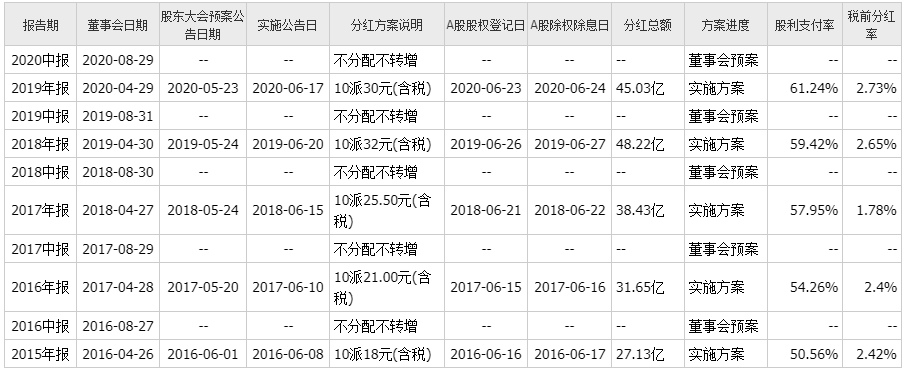 报告期 董事会日期 股东大会预案公告日期 实施公告日 分红方案说明 A股股权登记日 A股除权除息日 分红总额 方案进度 股利支付率 税前分红率
2020中报 2020-08-29 -- -- 不分配不转增 -- -- -- 董事会预案 -- --
2019年报 2020-04-29 2020-05-23 2020-06-17 10派30元(含税) 2020-06-23 2020-06-24 45.03亿 实施方案 61.24% 2.73%
2019中报 2019-08-31 -- -- 不分配不转增 -- -- -- 董事会预案 -- --
2018年报 2019-04-30 2019-05-24 2019-06-20 10派32元(含税) 2019-06-26 2019-06-27 48.22亿 实施方案 59.42% 2.65%
2018中报 2018-08-30 -- -- 不分配不转增 -- -- -- 董事会预案 -- --
2017年报 2018-04-27 2018-05-24 2018-06-15 10派25.50元(含税) 2018-06-21 2018-06-22 38.43亿 实施方案 57.95% 1.78%
2017中报 2017-08-29 -- -- 不分配不转增 -- -- -- 董事会预案 -- --
2016年报 2017-04-28 2017-05-20 2017-06-10 10派21.00元(含税) 2017-06-15 2017-06-16 31.65亿 实施方案 54.26% 2.4%
2016中报 2016-08-27 -- -- 不分配不转增 -- -- -- 董事会预案 -- --
2015年报 2016-04-26 2016-06-01 2016-06-08 10派18元(含税) 2016-06-16 2016-06-17 27.13亿 实施方案 50.56% 2.42%